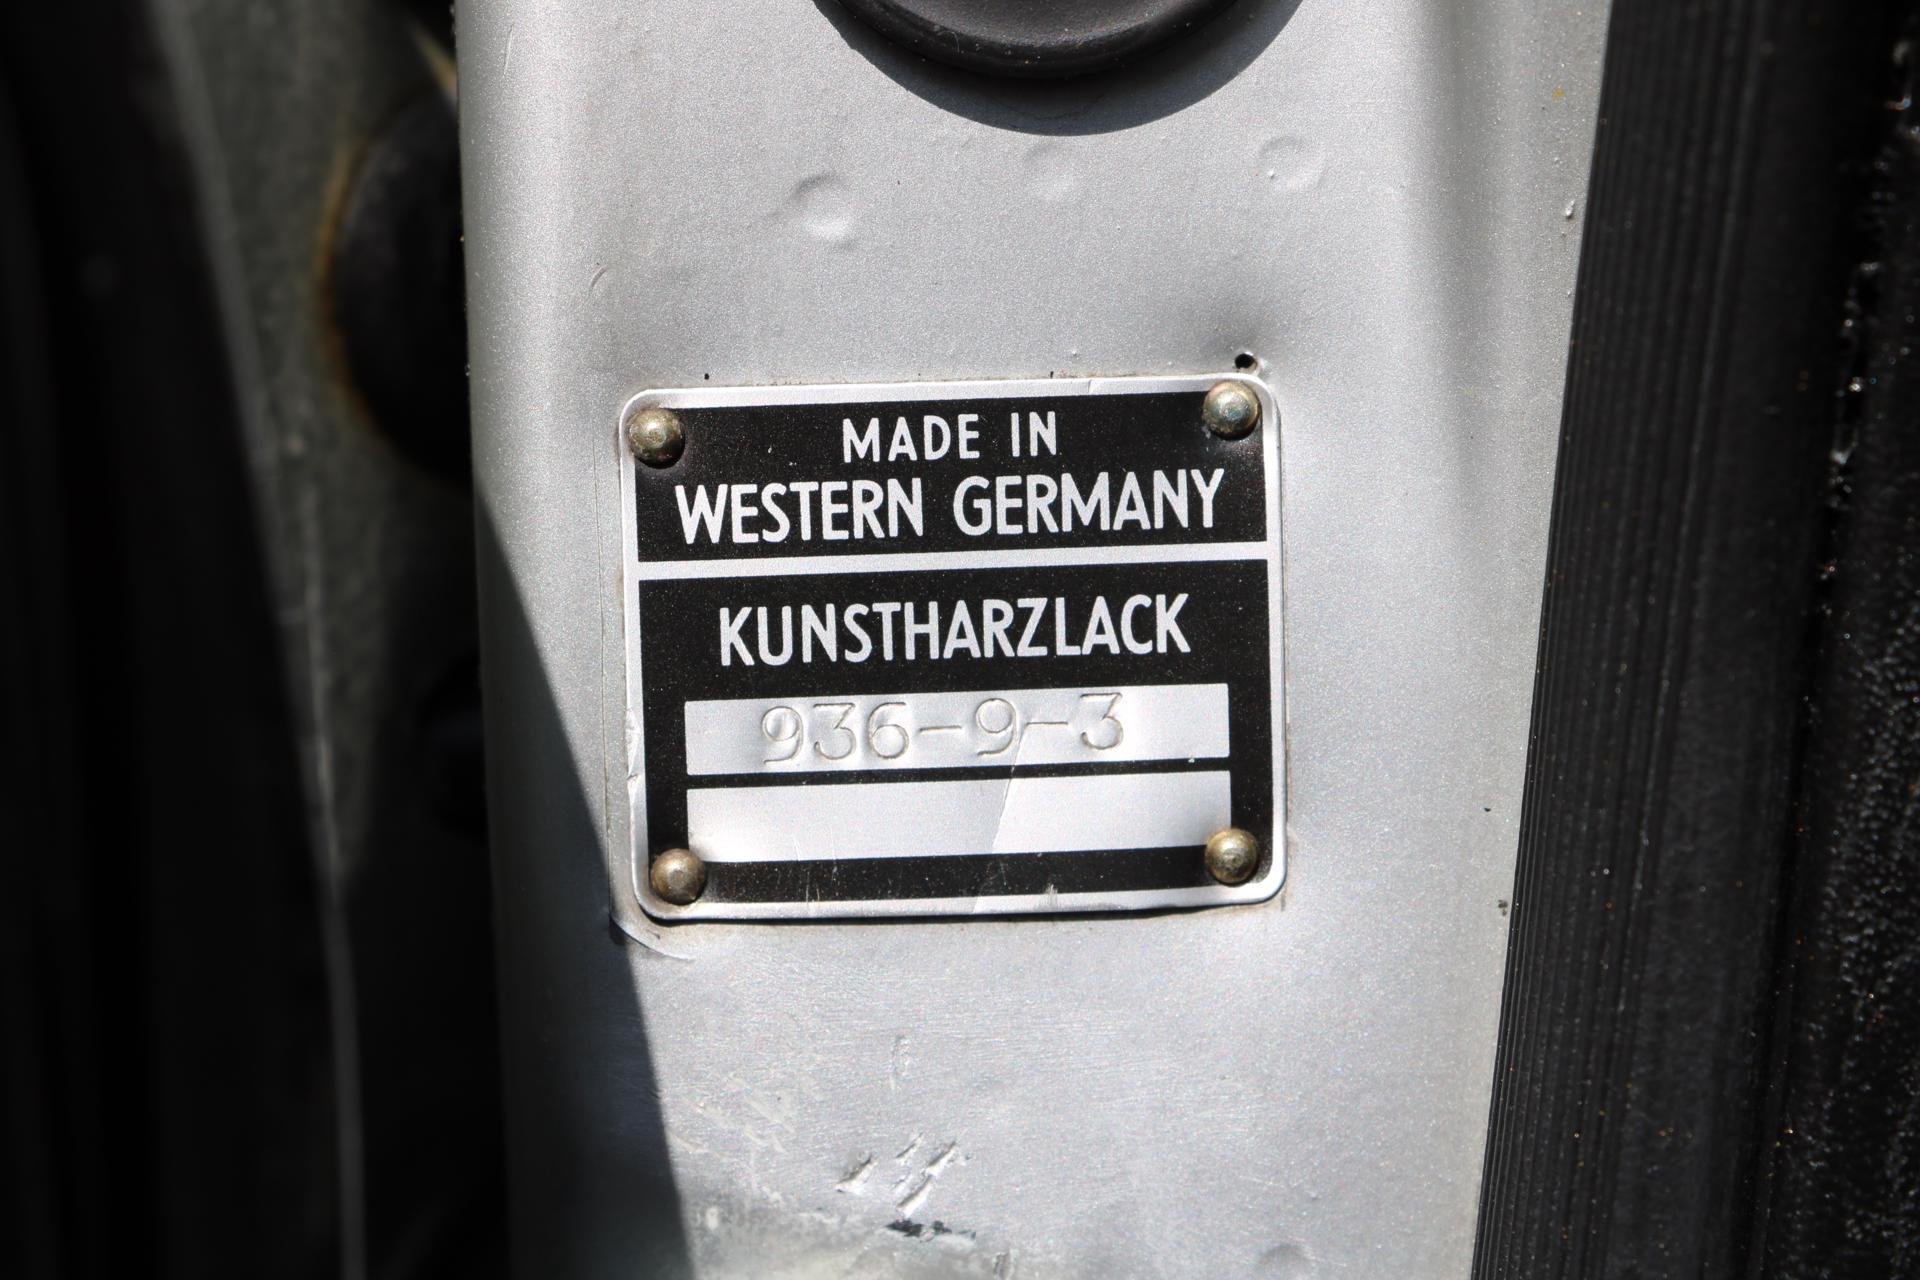 MADE IN
WESTERN GERMANY
KUNSTHARZLACK
936-9-3